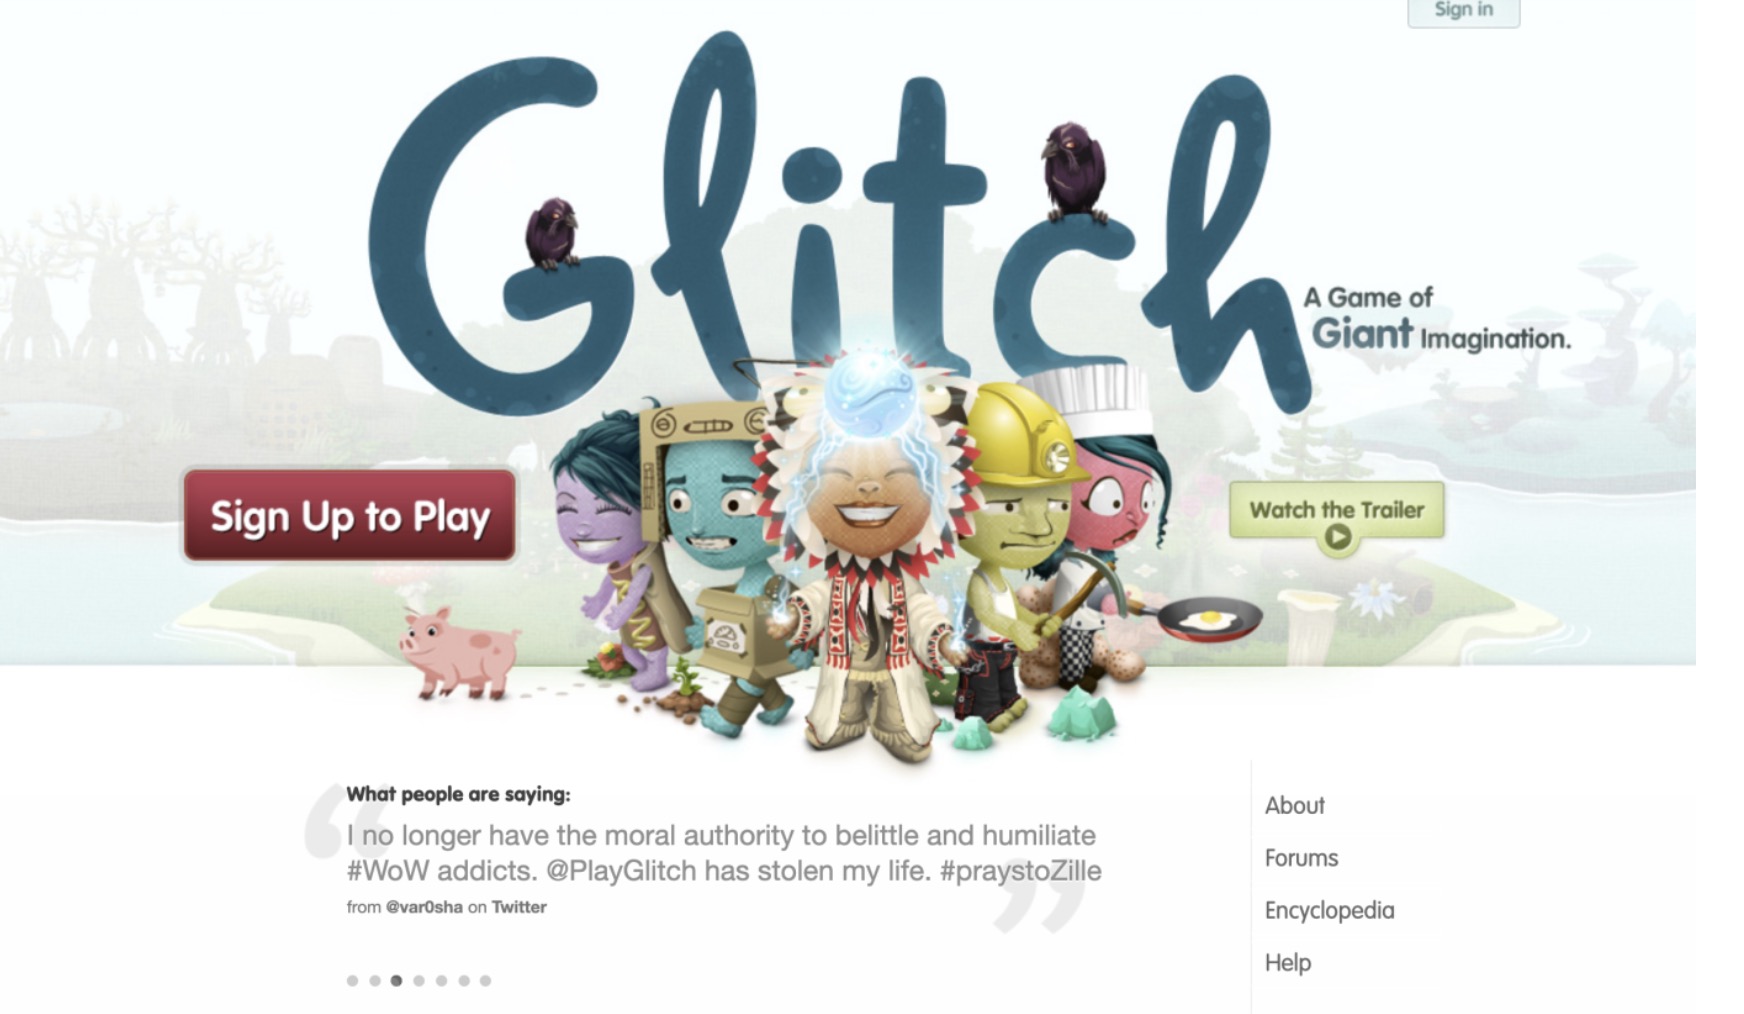 Sign in
Glitch
A Game of
Giant Imagination.
Sign Up to Play
Watch the Trailer
What people are saying:
I no longer have the moral authority to belittle and humiliate
#WoW addicts. @PlayGlitch has stolen my life. #praystoZille
from @var0sha on Twitter
About
Forums
Encyclopedia
Help